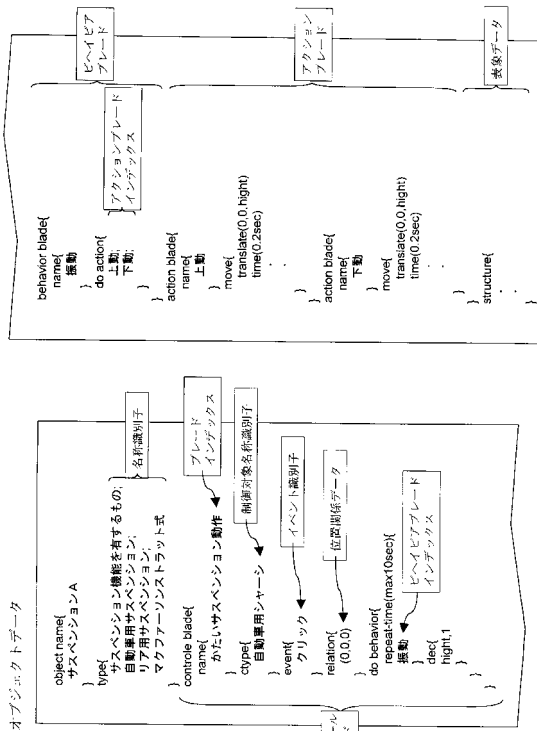 オブジェクトデータ
object name{
サスペンションA
}
type{
サスペンション機能を有するもの;
自動車用サスペンション;
リア用サスペンション;
マクファーリンストラット式
}
名称識別子
controle blade{
name{
かたいサスペンション動作
}
ブレード
インデックス
ctype{
自動車用シャーシ
}
制御対象名称識別子
event{
クリック
}
イベント識別子
relation{
(0,0,0)
}
位置関係データ
do behavior{
repeat-time(max10sec){
振動
}
ビヘイビアブレード
インデックス
dec{
hight,1
}
}
}
ール
behavior blade{
name{
振動
}
do action{
上動;
下動;
}
}
ビヘイビア
ブレード
アクションブレード
インデックス
action blade{
name{
上動
}
move{
translate(0,0,hight)
time(0.2sec)
.
.
}
}
action blade{
name{
下動
}
move{
translate(0,0,hight)
time(0.2sec)
.
.
}
}
アクション
ブレード
structure{
.
.
}
表象データ